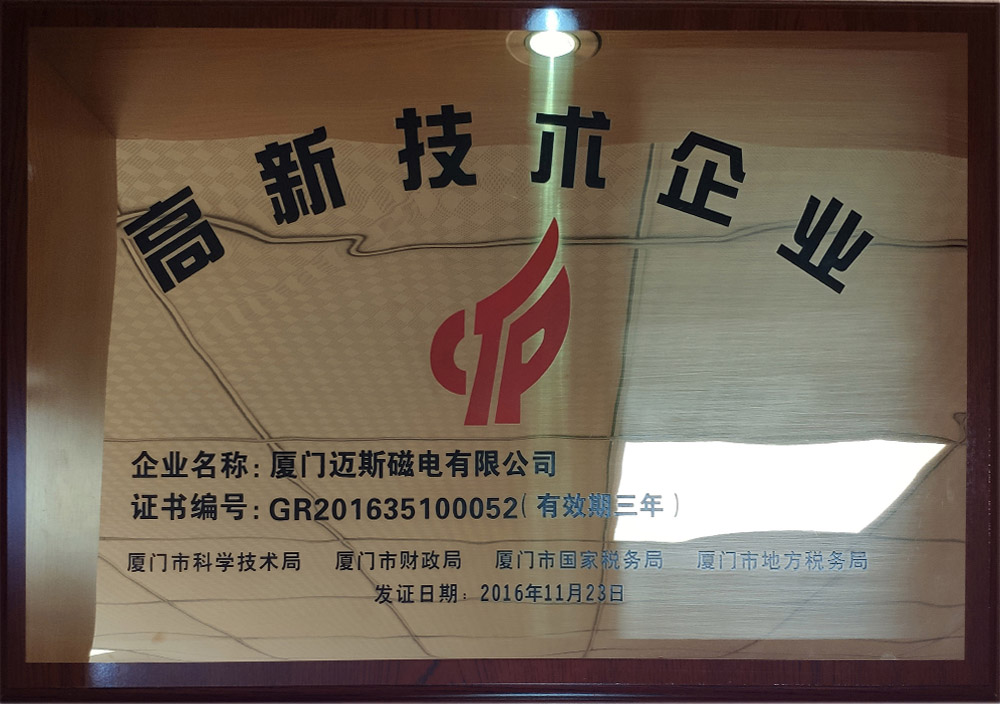 高新技术企业
企业名称：厦门迈斯磁电有限公司
证书编号：GR201635100052（有效期三年）
厦门市科学技术局 厦门市财政局 厦门市国家税务局 厦门市地方税务局
发证日期：2016年11月23日